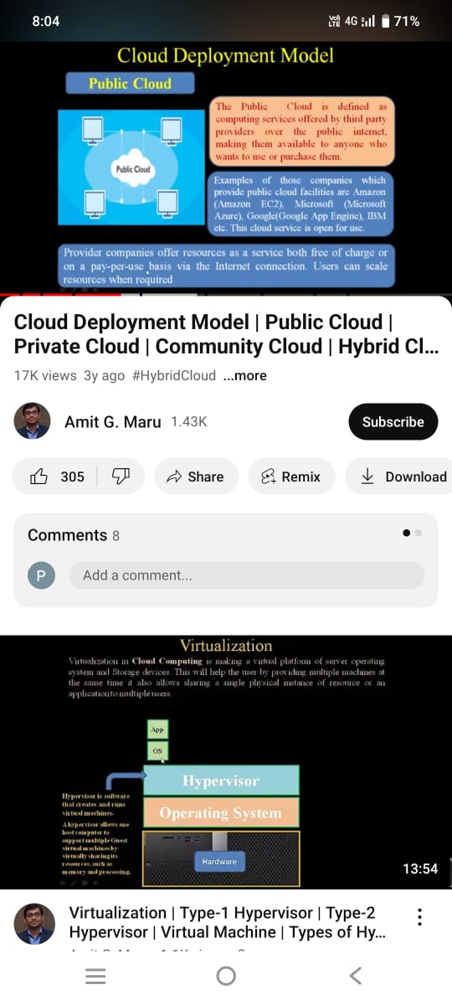 8:04
Vo) LTE 4G 71%
Cloud Deployment Model
Public Cloud
Public Cloud
The Public Cloud is defined as
computing services offered by third party
providers over the public internet,
making them available to anyone who
wants to use or purchase them.
Examples of those companies which
provide public cloud facilities are Amazon
(Amazon EC2), Microsoft (Microsoft
Azure), Google(Google App Engine), IBM
etc. This cloud service is open for use.
Provider companies offer resources as a service both free of charge or
on a pay-per-use basis via the Internet connection. Users can scale
resources when required
Cloud Deployment Model | Public Cloud |
Private Cloud | Community Cloud | Hybrid Cl...
17K views 3y ago #HybridCloud ...more
Amit G. Maru 1.43K
Subscribe
305
Share
Remix
Download
Comments 8
P
Add a comment...
Virtualization
Virtualization in Cloud Computing is making a virtual platform of server operating
system and Storage devices. This will help the user by providing multiple machines at
the same time it also allows sharing a single physical instance of resource or an
application to multiple users.
App
OS
Hypervisor
Operating System
Hardware
Hypervisor is software
that creates and runs
virtual machines.
A hypervisor allows one
host computer to
support multiple Guest
virtual machines by
virtually sharing its
resources, such as
memory and processing.
13:54
Virtualization | Type-1 Hypervisor | Type-2
Hypervisor | Virtual Machine | Types of Hy...